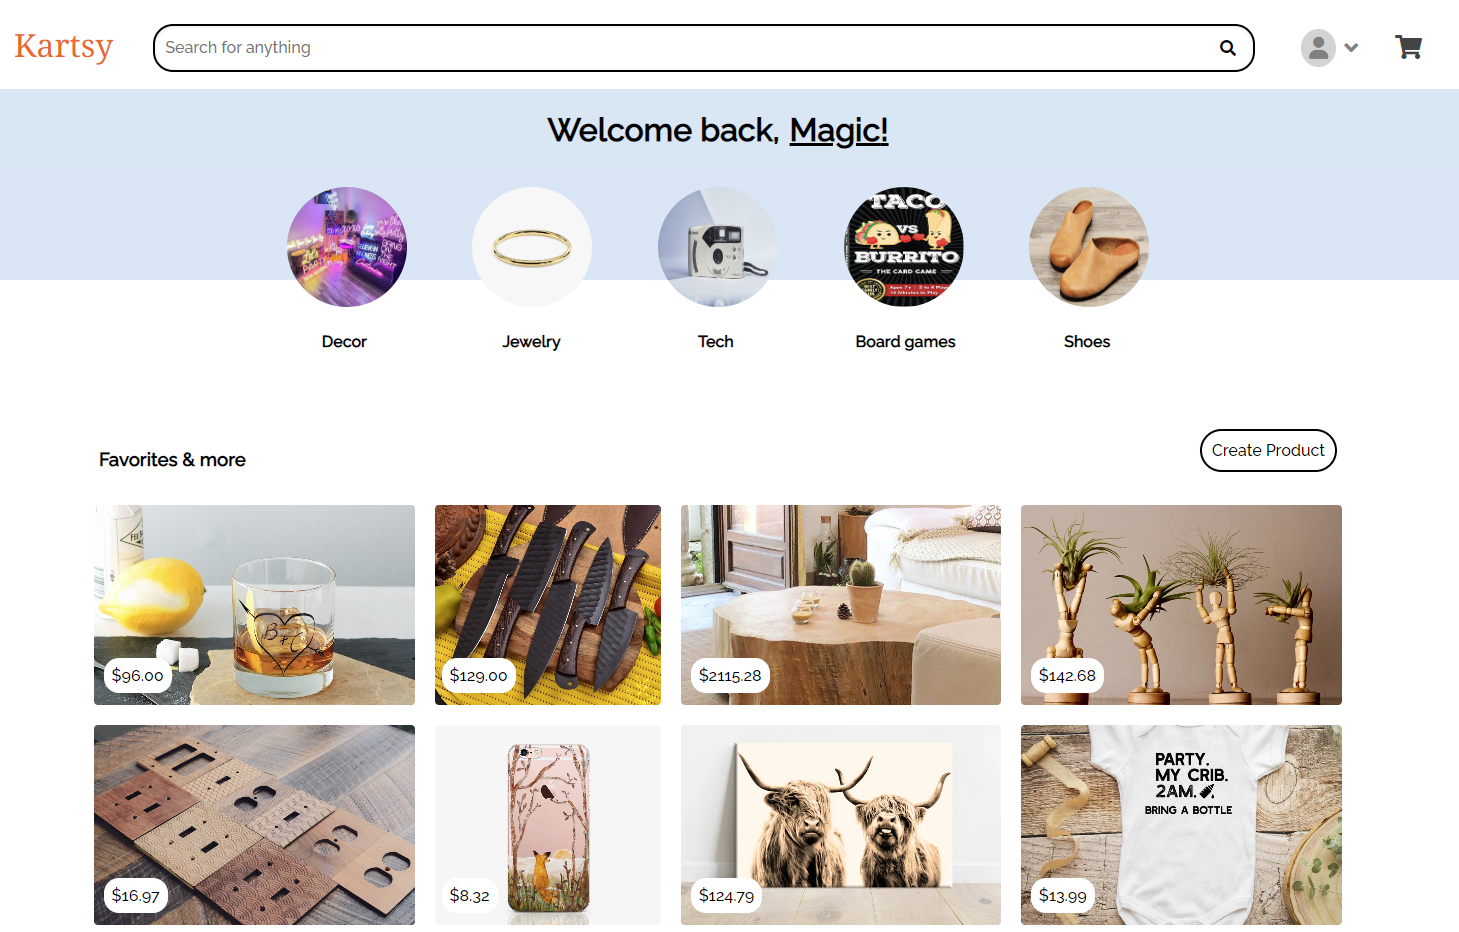 Kartsy
Search for anything
Welcome back, Magic!
TACO
VS
BURRITO
THE CARD GAME
Decor
Jewelry
Tech
Board games
Shoes
Favorites & more
Create Product
B
+
C
$96.00
$129.00
$2115.28
$142.68
PARTY.
MY CRIB.
2AM.
BRING A BOTTLE
$16.97
$8.32
$124.79
$13.99